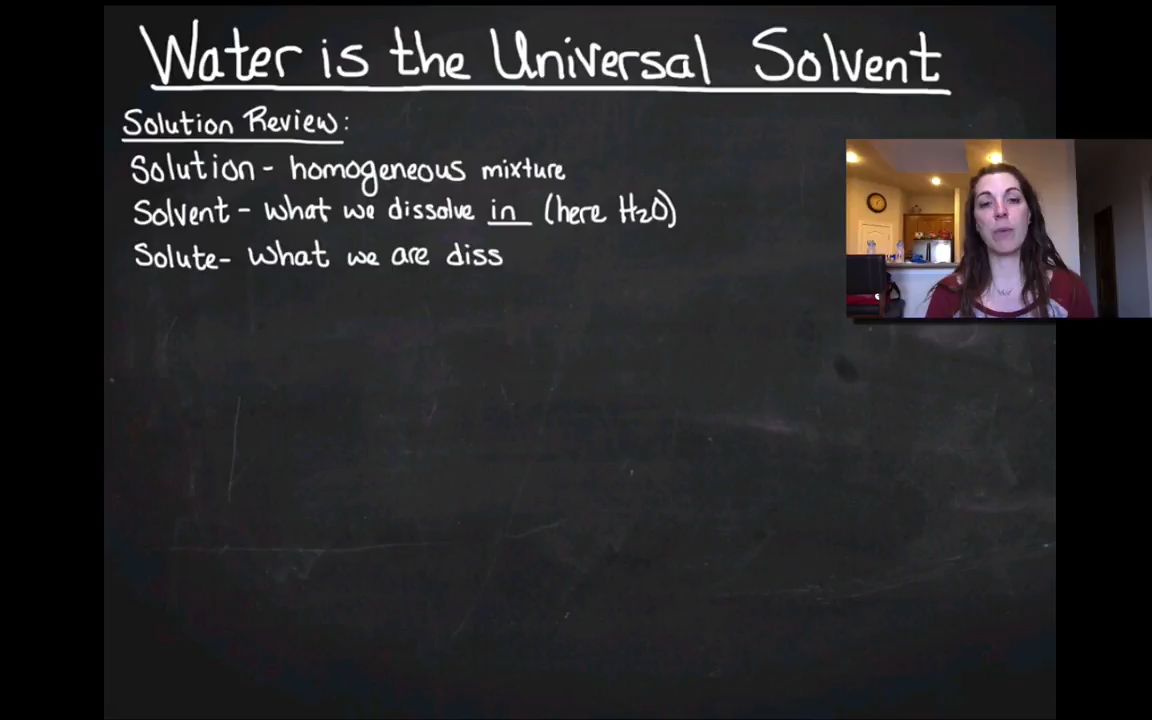 Water is the Universal Solvent
Solution Review:
Solution - homogeneous mixture
Solvent - What we dissolve in (here H2O)
Solute - What we are diss